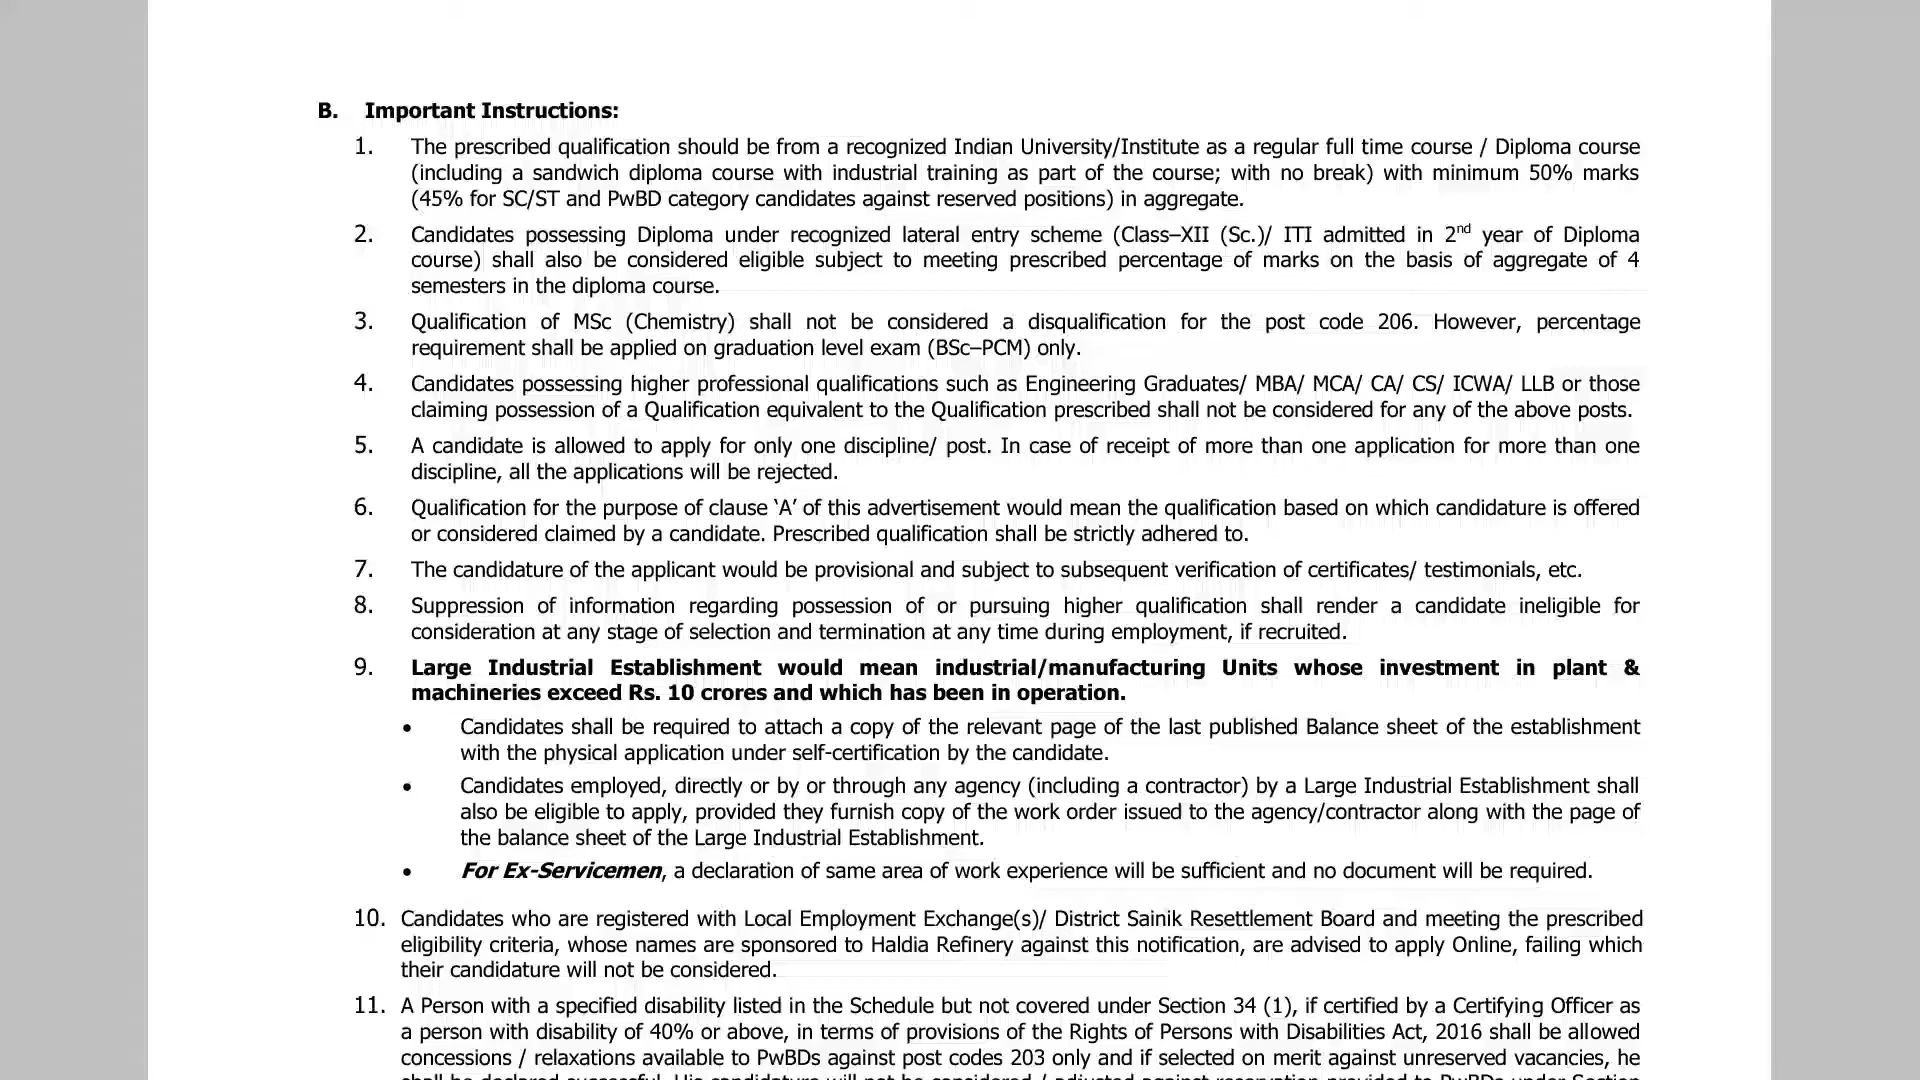 B. Important Instructions:
1. The prescribed qualification should be from a recognized Indian University/Institute as a regular full time course / Diploma course
(including a sandwich diploma course with industrial training as part of the course; with no break) with minimum 50% marks
(45% for SC/ST and PwBD category candidates against reserved positions) in aggregate.
2. Candidates possessing Diploma under recognized lateral entry scheme (Class–XII (Sc.)/ ITI admitted in 2nd year of Diploma
course) shall also be considered eligible subject to meeting prescribed percentage of marks on the basis of aggregate of 4
semesters in the diploma course.
3. Qualification of MSc (Chemistry) shall not be considered a disqualification for the post code 206. However, percentage
requirement shall be applied on graduation level exam (BSc–PCM) only.
4. Candidates possessing higher professional qualifications such as Engineering Graduates/ MBA/ MCA/ CA/ CS/ ICWA/ LLB or those
claiming possession of a Qualification equivalent to the Qualification prescribed shall not be considered for any of the above posts.
5. A candidate is allowed to apply for only one discipline/ post. In case of receipt of more than one application for more than one
discipline, all the applications will be rejected.
6. Qualification for the purpose of clause ‘A’ of this advertisement would mean the qualification based on which candidature is offered
or considered claimed by a candidate. Prescribed qualification shall be strictly adhered to.
7. The candidature of the applicant would be provisional and subject to subsequent verification of certificates/ testimonials, etc.
8. Suppression of information regarding possession of or pursuing higher qualification shall render a candidate ineligible for
consideration at any stage of selection and termination at any time during employment, if recruited.
9. Large Industrial Establishment would mean industrial/manufacturing Units whose investment in plant &
machineries exceed Rs. 10 crores and which has been in operation.
• Candidates shall be required to attach a copy of the relevant page of the last published Balance sheet of the establishment
with the physical application under self-certification by the candidate.
• Candidates employed, directly or by or through any agency (including a contractor) by a Large Industrial Establishment shall
also be eligible to apply, provided they furnish copy of the work order issued to the agency/contractor along with the page of
the balance sheet of the Large Industrial Establishment.
• For Ex-Servicemen, a declaration of same area of work experience will be sufficient and no document will be required.
10. Candidates who are registered with Local Employment Exchange(s)/ District Sainik Resettlement Board and meeting the prescribed
eligibility criteria, whose names are sponsored to Haldia Refinery against this notification, are advised to apply Online, failing which
their candidature will not be considered.
11. A Person with a specified disability listed in the Schedule but not covered under Section 34 (1), if certified by a Certifying Officer as
a person with disability of 40% or above, in terms of provisions of the Rights of Persons with Disabilities Act, 2016 shall be allowed
concessions / relaxations available to PwBDs against post codes 203 only and if selected on merit against unreserved vacancies, he